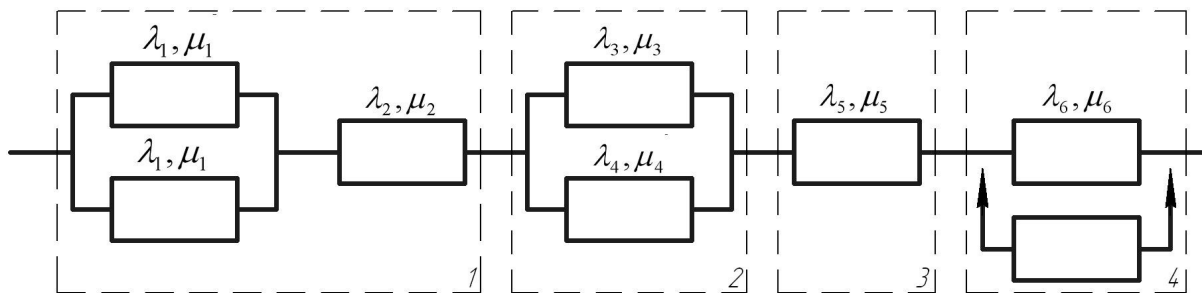 λ₁, μ₁
λ₁, μ₁
λ₂, μ₂
λ₃, μ₃
λ₄, μ₄
λ₅, μ₅
λ₆, μ₆
1
2
3
4